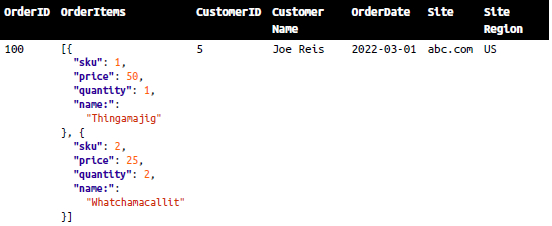 OrderID OrderItems CustomerID Customer Name OrderDate Site Site Region
100 [{ 5 Joe Reis 2022-03-01 abc.com US
"sku": 1,
"price": 50,
"quantity": 1,
"name:":
"Thingamajig"
}, {
"sku": 2,
"price": 25,
"quantity": 2,
"name:":
"Whatchamacallit"
}]